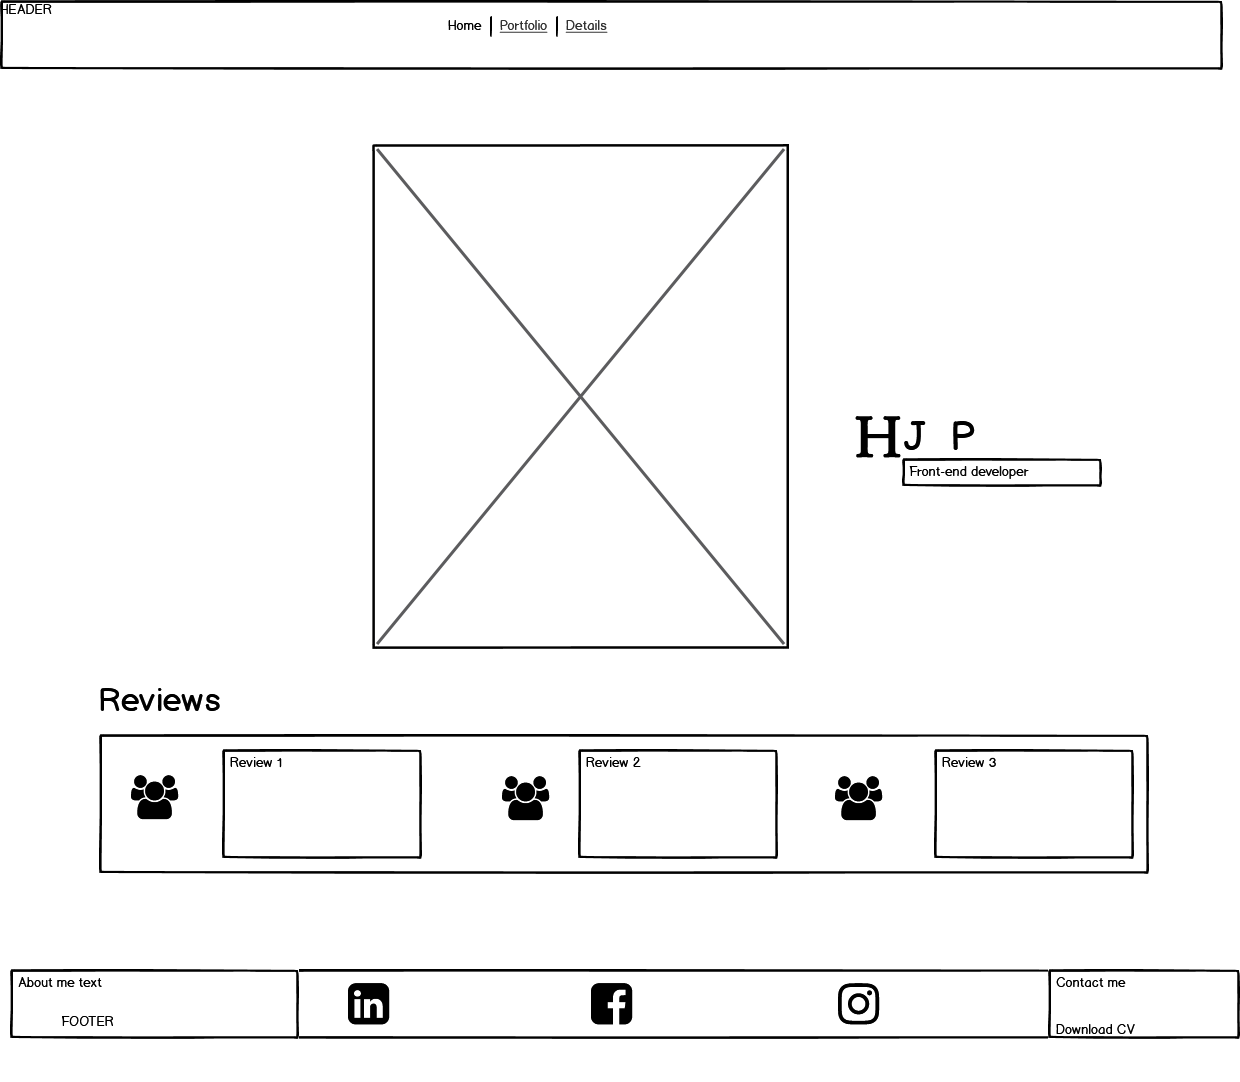 HEADER
Home | Portfolio | Details
HJ P
Front-end developer
Reviews
Review 1
Review 2
Review 3
About me text
FOOTER
in
f
Contact me
Download CV